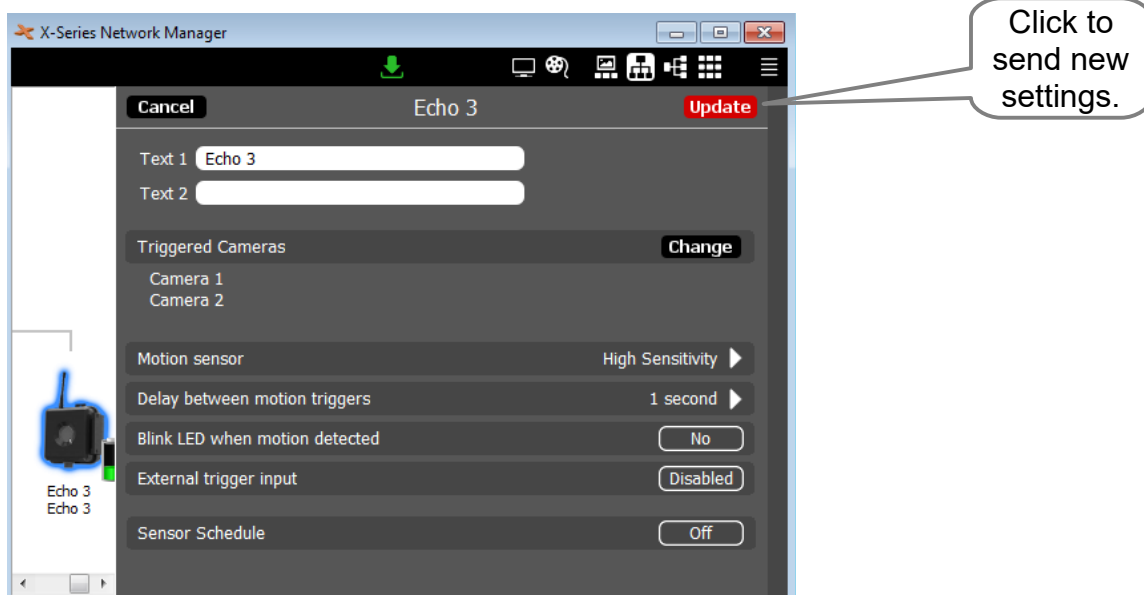 X-Series Network Manager
Click to
send new
settings.
Cancel
Echo 3
Update
Text 1 Echo 3
Text 2
Triggered Cameras
Change
Camera 1
Camera 2
Motion sensor
High Sensitivity
Delay between motion triggers
1 second
Blink LED when motion detected
No
External trigger input
Disabled
Sensor Schedule
Off
Echo 3
Echo 3